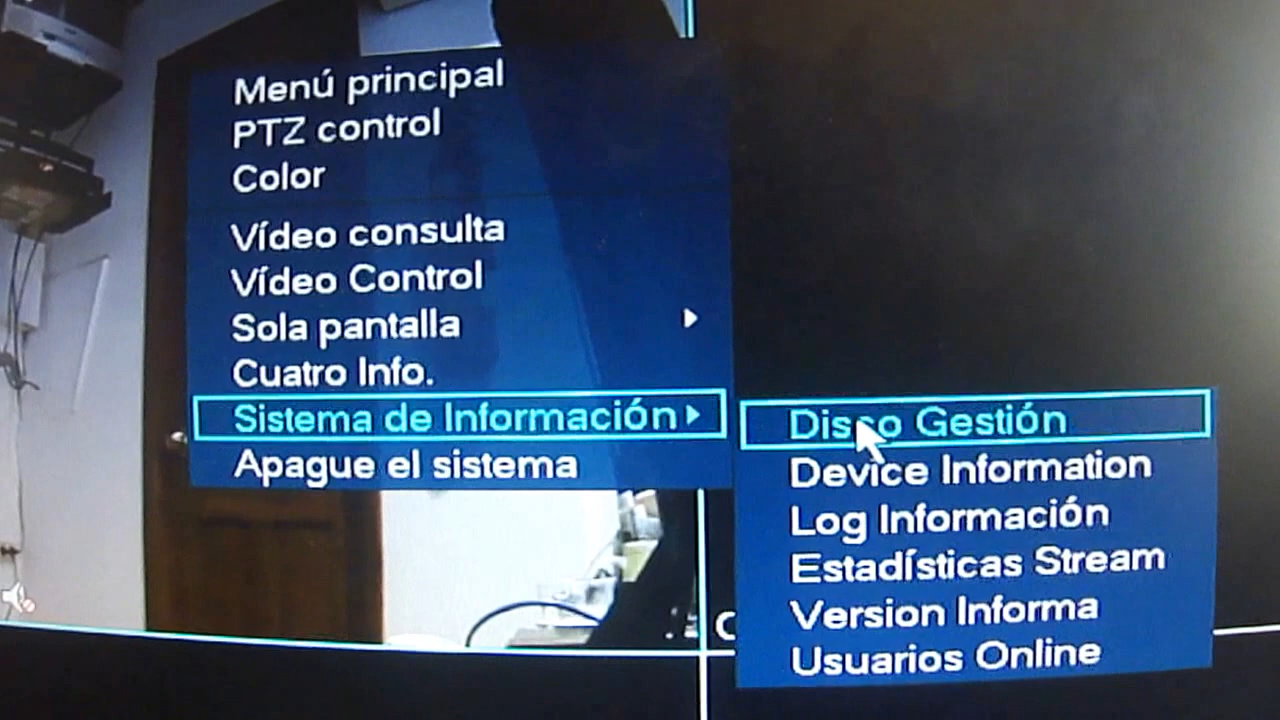 Menú principal
PTZ control
Color
Vídeo consulta
Vídeo Control
Sola pantalla
Cuatro Info.
Sistema de Información
Apague el sistema
Disco Gestión
Device Information
Log Información
Estadísticas Stream
Version Informa
Usuarios Online